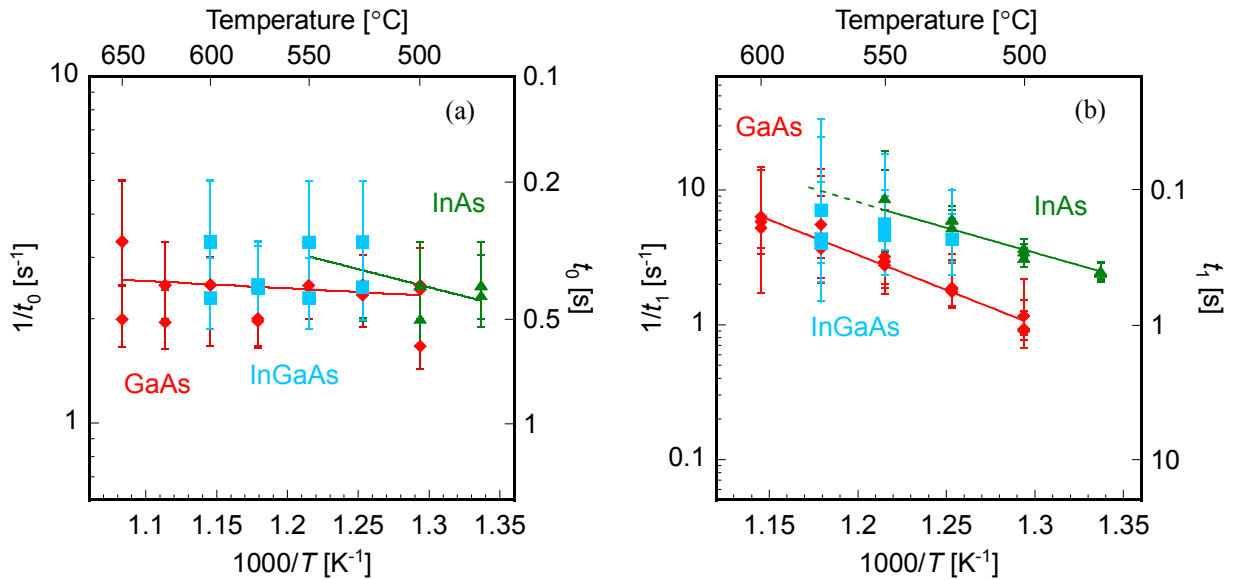 Temperature [°C]
650 600 550 500
10
1
1/t0 [s-1]
(a)
InAs
GaAs
InGaAs
0.1
0.2
0.5
1
t0 [s]
1.1 1.15 1.2 1.25 1.3 1.35
1000/T [K-1]
Temperature [°C]
600 550 500
10
1
0.1
1/t1 [s-1]
(b)
GaAs
InAs
InGaAs
0.1
1
10
t1 [s]
1.15 1.2 1.25 1.3 1.35
1000/T [K-1]